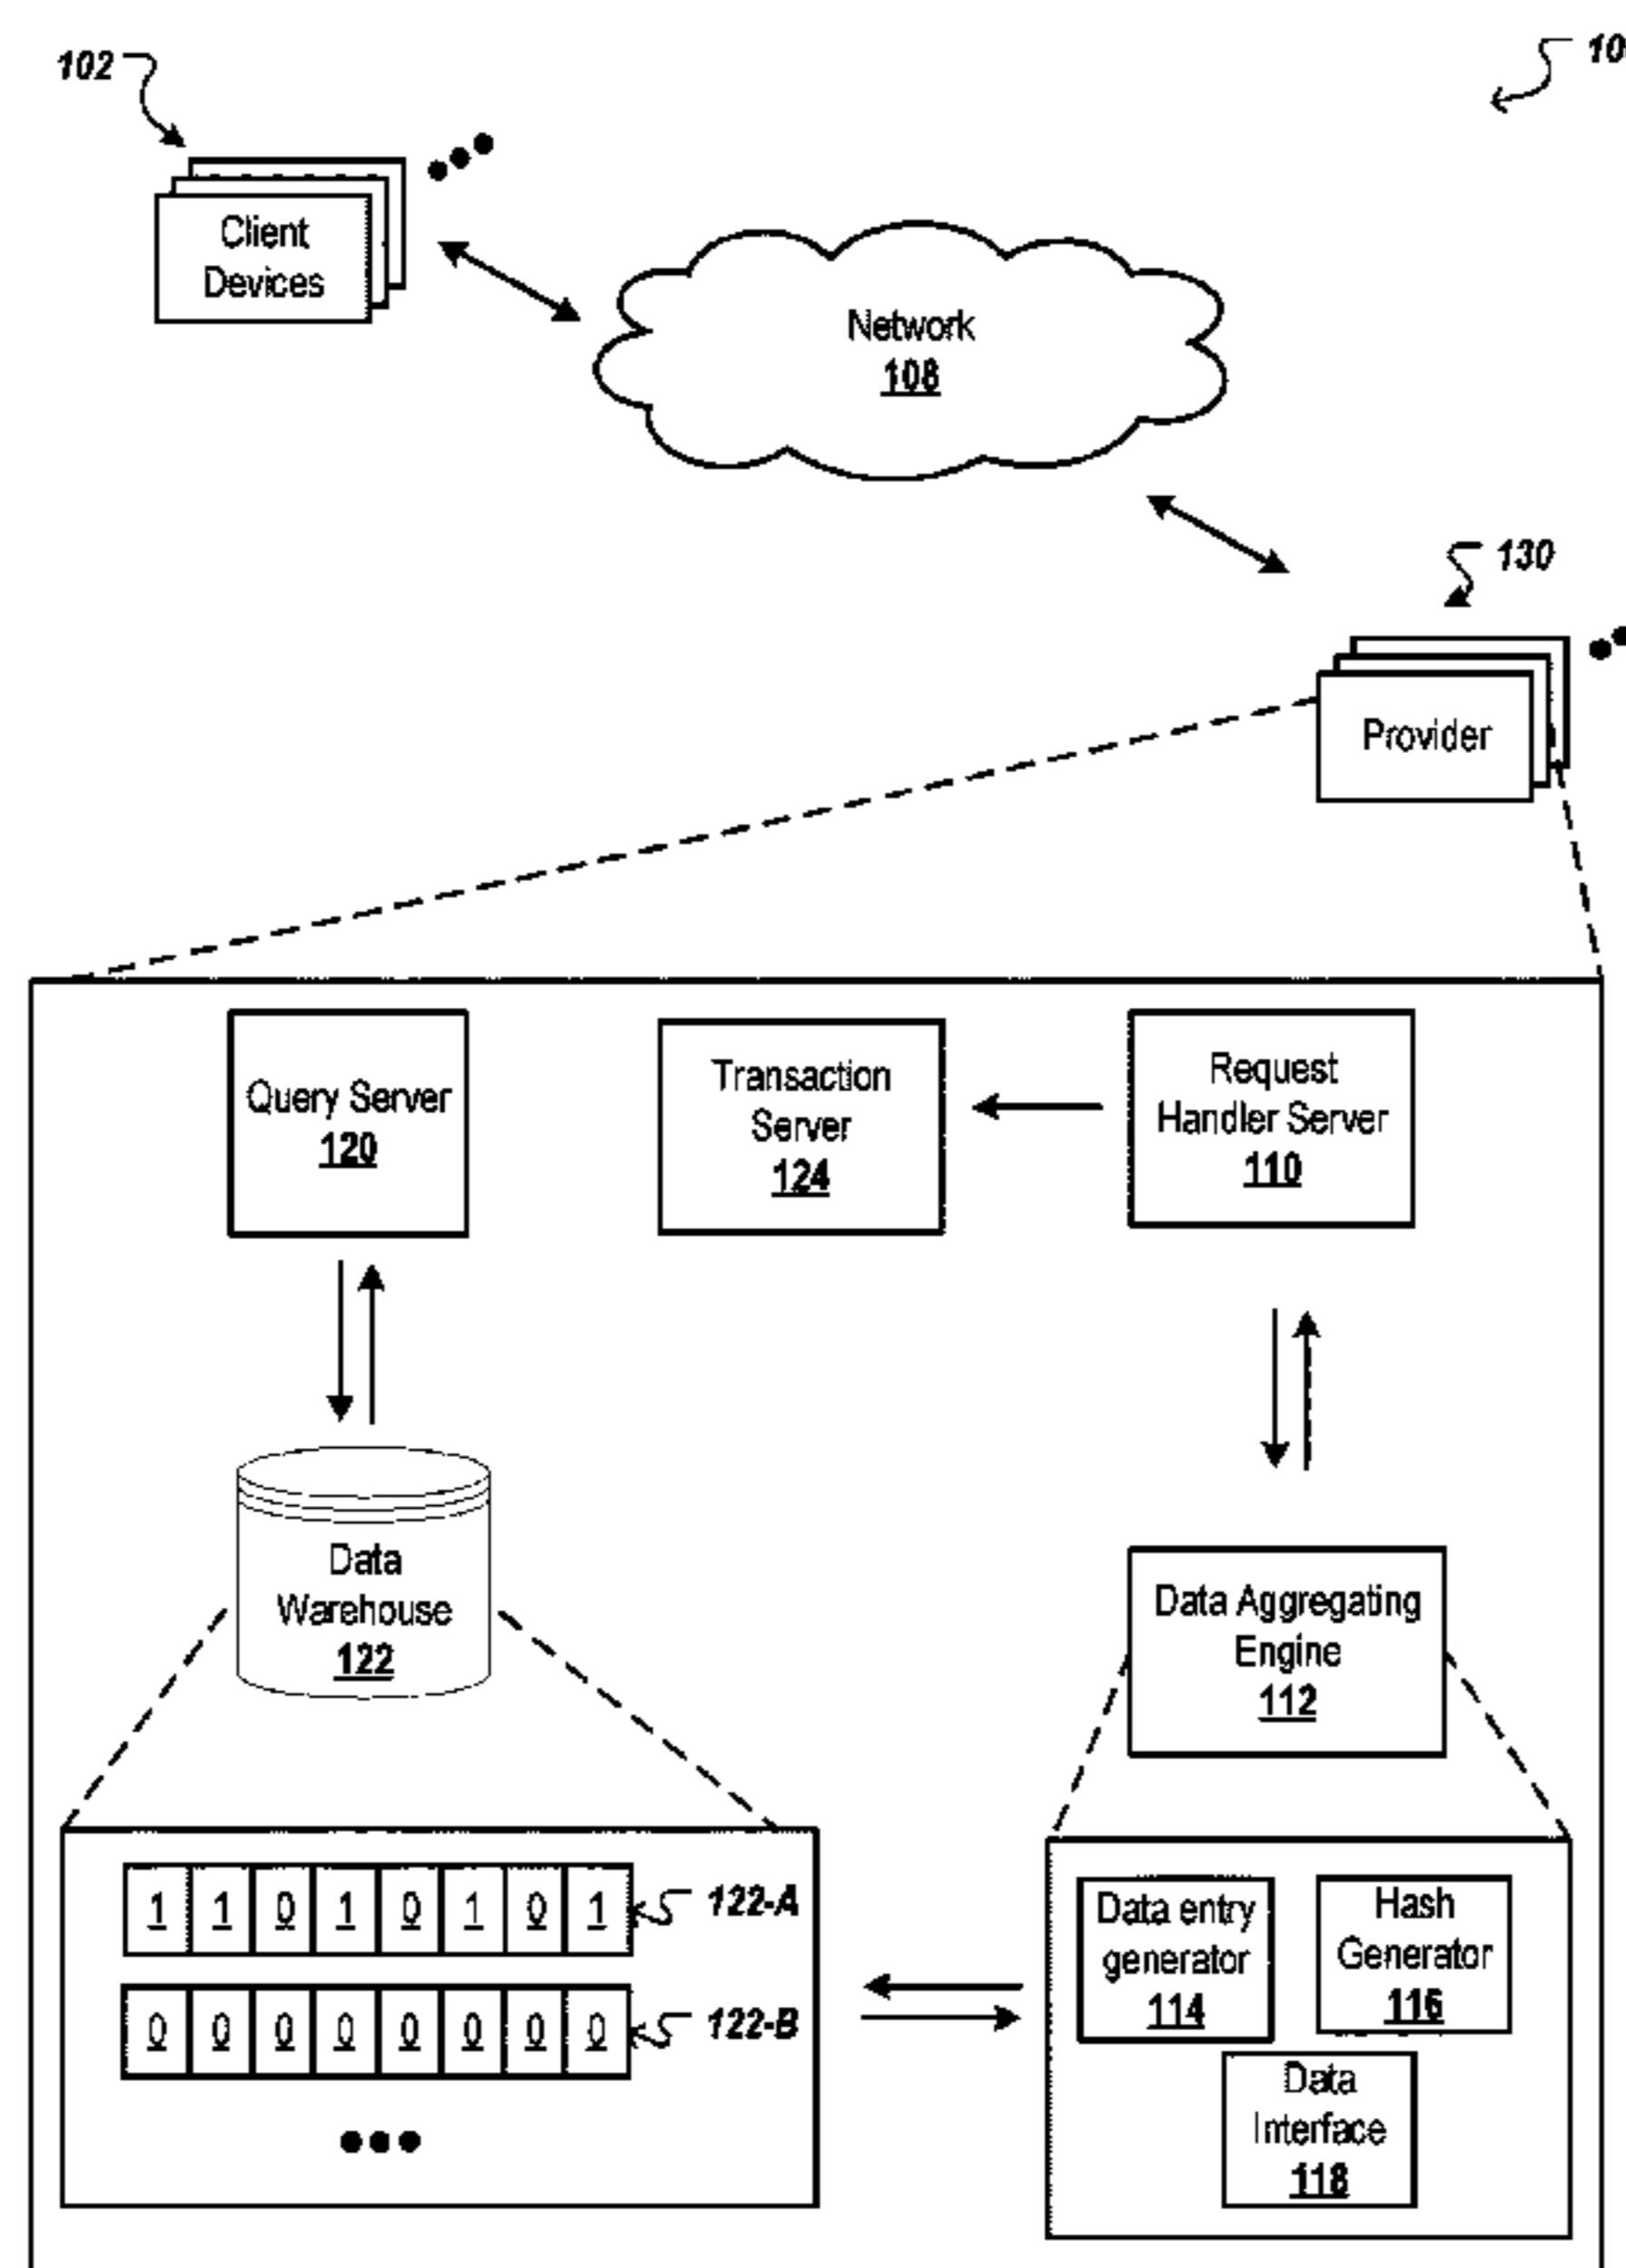 102
10
Client
Devices
Network
108
130
Provider
Query Server
120
Transaction
Server
124
Request
Handler Server
110
Data
Warehouse
122
Data Aggregating
Engine
112
1 1 0 1 0 1 0 1
122-A
0 0 0 0 0 0 0 0
122-B
Data entry
generator
114
Hash
Generator
116
Data
Interface
118